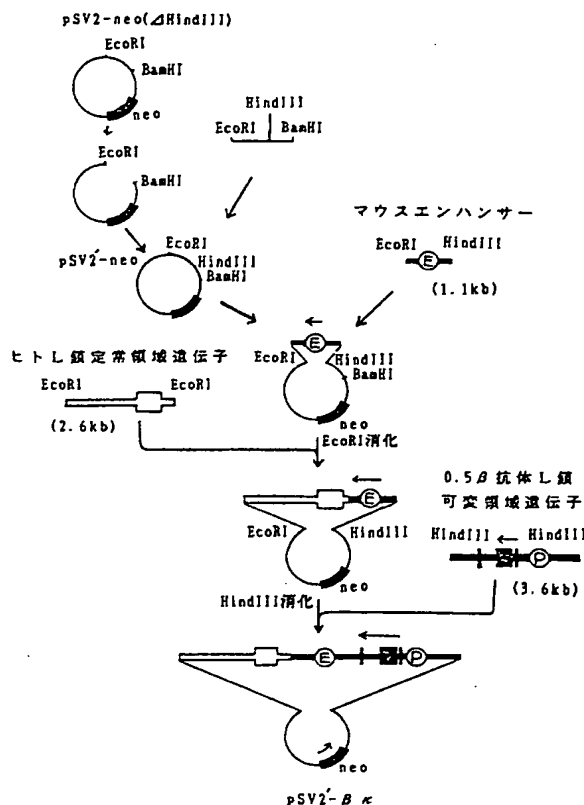 pSV2-neo(⊿HindIII)
EcoRI
BamHI
neo
HindIII
EcoRI BamHI
EcoRI
BamHI
マウスエンハンサー
EcoRI HindIII
E
(1.1kb)
pSV2′-neo
EcoRI
HindIII
BamHI
E
EcoRI HindIII
BamHI
neo
ヒトL鎖定常領域遺伝子
EcoRI EcoRI
(2.6kb)
EcoRI消化
E
0.5β抗体L鎖
可変領域遺伝子
EcoRI HindIII
HindIII HindIII
P
(3.6kb)
neo
HindIII消化
E P
neo
pSV2′-βκ